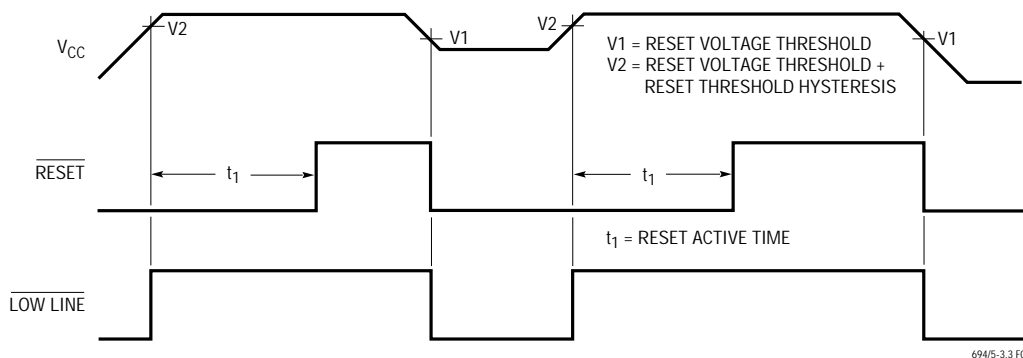 V2
V1
V2
V1
VCC
V1 = RESET VOLTAGE THRESHOLD
V2 = RESET VOLTAGE THRESHOLD +
RESET THRESHOLD HYSTERESIS
RESET
t1
t1
t1 = RESET ACTIVE TIME
LOW LINE
694/5-3.3 F0